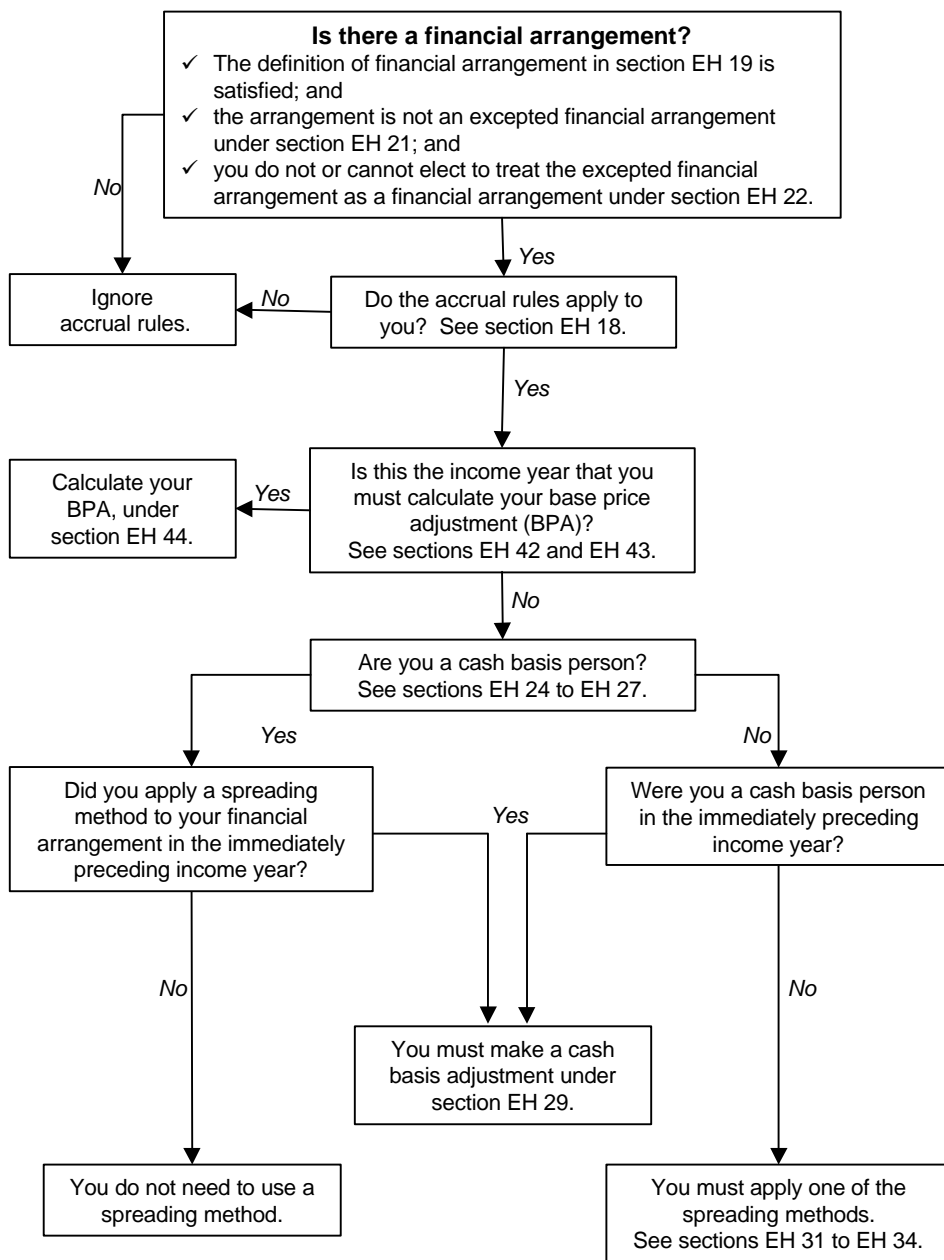 Is there a financial arrangement?
✓ The definition of financial arrangement in section EH 19 is
satisfied; and
✓ the arrangement is not an excepted financial arrangement
under section EH 21; and
✓ you do not or cannot elect to treat the excepted financial
arrangement as a financial arrangement under section EH 22.
No
Yes
Ignore
accrual rules.
No
Do the accrual rules apply to
you? See section EH 18.
Yes
Calculate your
BPA, under
section EH 44.
Yes
Is this the income year that you
must calculate your base price
adjustment (BPA)?
See sections EH 42 and EH 43.
No
Are you a cash basis person?
See sections EH 24 to EH 27.
Yes
No
Did you apply a spreading
method to your financial
arrangement in the immediately
preceding income year?
Yes
Were you a cash basis person
in the immediately preceding
income year?
No
No
You must make a cash
basis adjustment under
section EH 29.
You do not need to use a
spreading method.
You must apply one of the
spreading methods.
See sections EH 31 to EH 34.